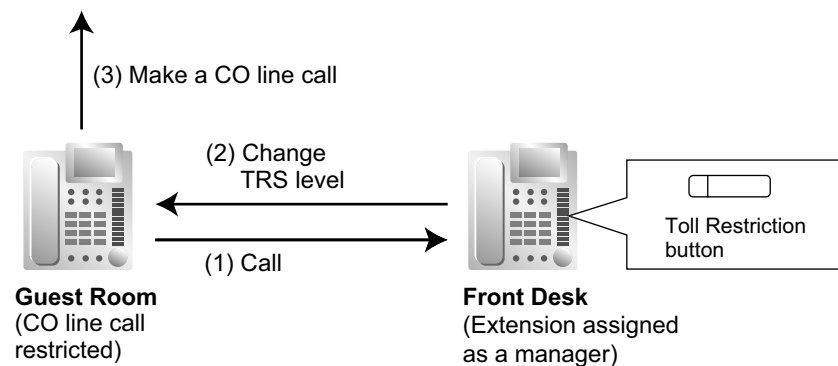 (3) Make a CO line call
(2) Change
TRS level
(1) Call
Toll Restriction
button
Guest Room
(CO line call
restricted)
Front Desk
(Extension assigned
as a manager)